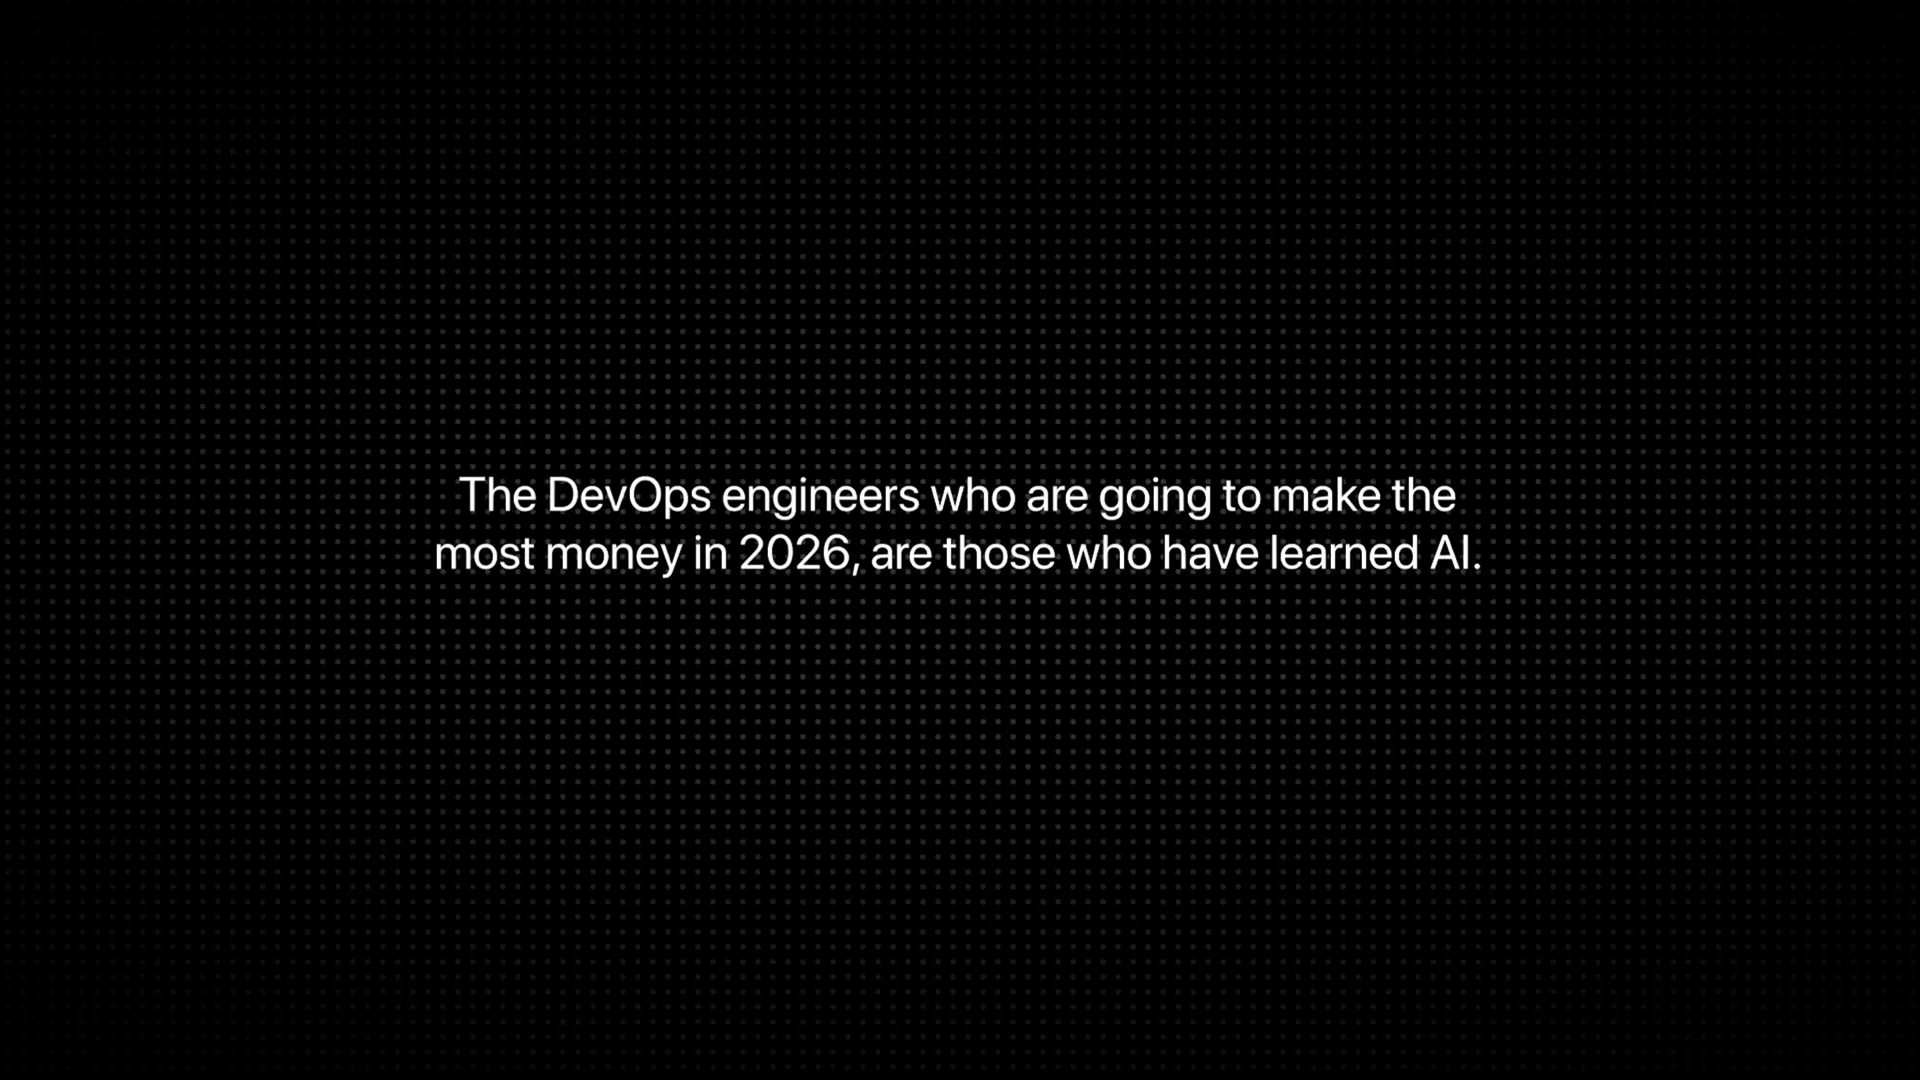 The DevOps engineers who are going to make the
most money in 2026, are those who have learned AI.